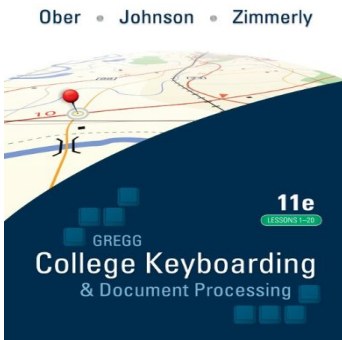 Ober • Johnson • Zimmerly
10
11e
LESSONS 1–20
GREGG
College Keyboarding
& Document Processing